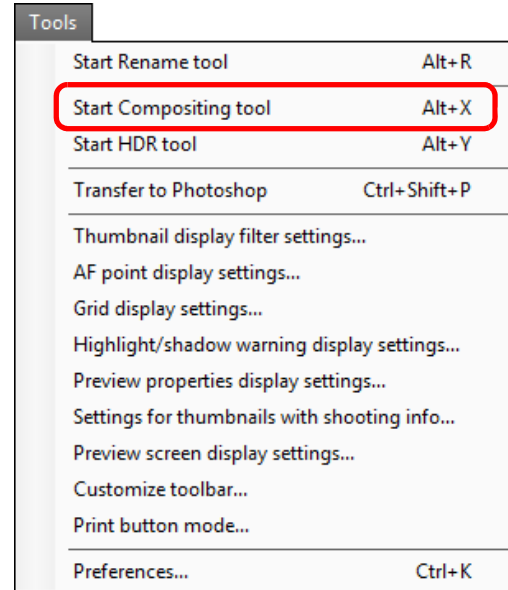 Tools
Start Rename tool Alt+R
Start Compositing tool Alt+X
Start HDR tool Alt+Y
Transfer to Photoshop Ctrl+Shift+P
Thumbnail display filter settings...
AF point display settings...
Grid display settings...
Highlight/shadow warning display settings...
Preview properties display settings...
Settings for thumbnails with shooting info...
Preview screen display settings...
Customize toolbar...
Print button mode...
Preferences... Ctrl+K